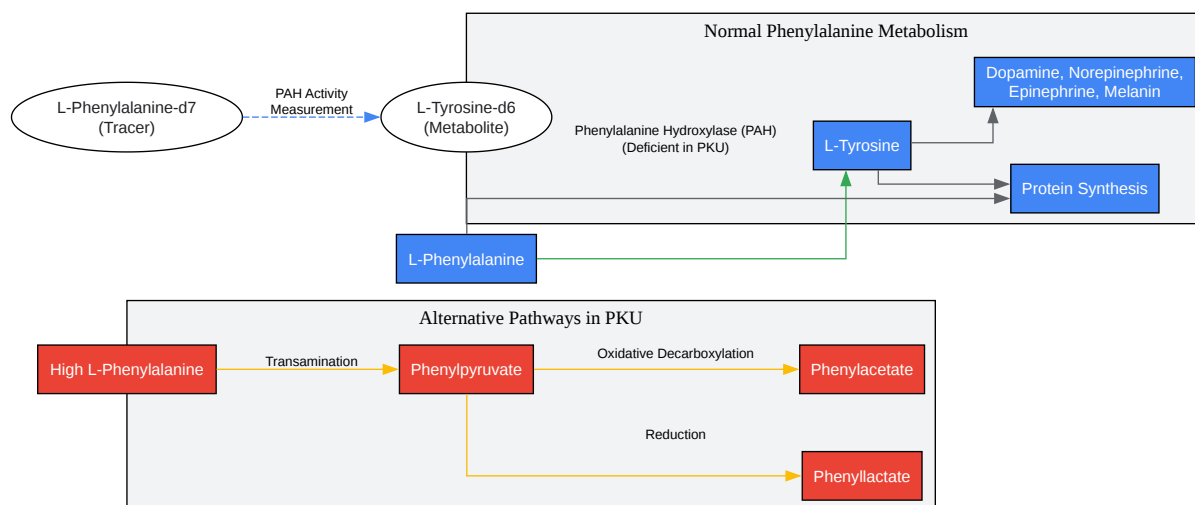 Normal Phenylalanine Metabolism
Dopamine, Norepinephrine,
Epinephrine, Melanin
L-Phenylalanine-d7
(Tracer)
PAH Activity
Measurement
L-Tyrosine-d6
(Metabolite)
Phenylalanine Hydroxylase (PAH)
(Deficient in PKU)
L-Tyrosine
Protein Synthesis
L-Phenylalanine
Alternative Pathways in PKU
High L-Phenylalanine
Transamination
Phenylpyruvate
Oxidative Decarboxylation
Phenylacetate
Reduction
Phenyllactate